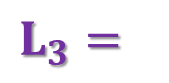 L₃ =